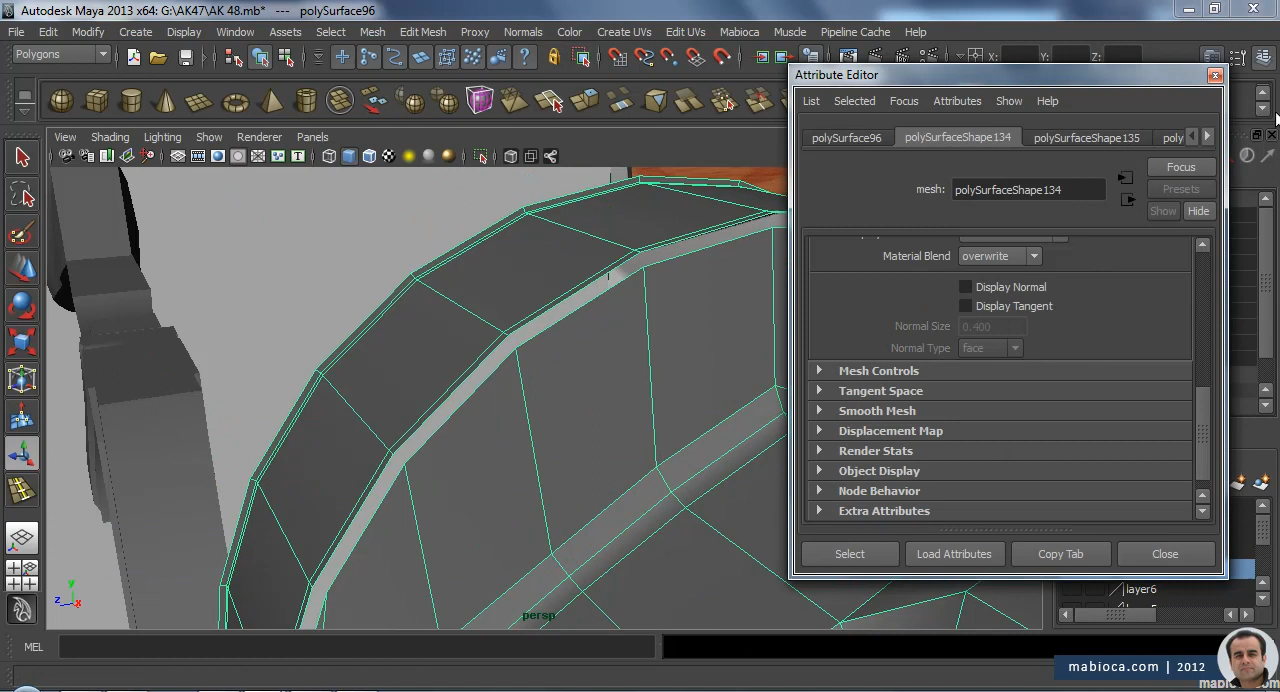 Autodesk Maya 2013 x64: G:\AK47\AK 48.mb* --- polySurface96
File Edit Modify Create Display Window Assets Select Mesh Edit Mesh Proxy Normals Color Create UVs Edit UVs Mabioca Muscle Pipeline Cache Help
Polygons
X: Y: Z:
Attribute Editor
List Selected Focus Attributes Show Help
polySurface96 polySurfaceShape134 polySurfaceShape135 poly
View Shading Lighting Show Renderer Panels
Focus
mesh: polySurfaceShape134
Presets
Show Hide
Material Blend overwrite
Display Normal
Display Tangent
Normal Size 0.400
Normal Type face
Mesh Controls
Tangent Space
Smooth Mesh
Displacement Map
Render Stats
Object Display
Node Behavior
Extra Attributes
Select Load Attributes Copy Tab Close
y
z x
persp
layer6
MEL
mabioca.com | 2012